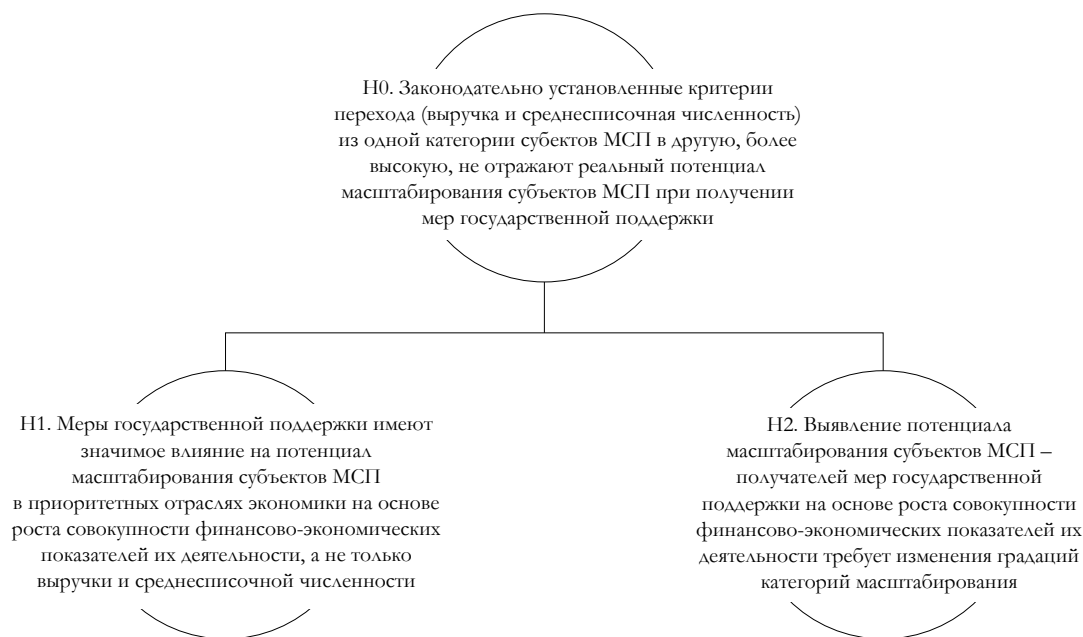 H0. Законодательно установленные критерии
перехода (выручка и среднесписочная численность)
из одной категории субектов МСП в другую, более
высокую, не отражают реальный потенциал
масштабирования субъектов МСП при получении
мер государственной поддержки
H1. Меры государственной поддержки имеют
значимое влияние на потенциал
масштабирования субъектов МСП
в приоритетных отраслях экономики на основе
роста совокупности финансово-экономических
показателей их деятельности, а не только
выручки и среднесписочной численности
H2. Выявление потенциала
масштабирования субъектов МСП –
получателей мер государственной
поддержки на основе роста совокупности
финансово-экономических показателей их
деятельности требует изменения градаций
категорий масштабирования